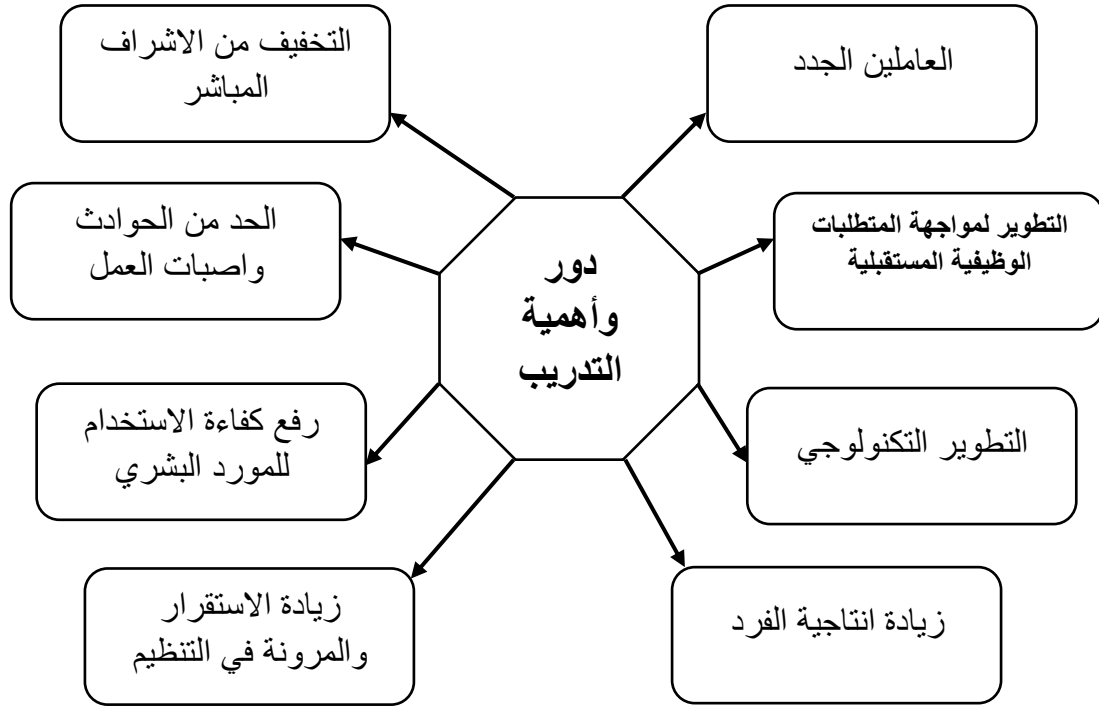 دور
وأهمية
التدريب
العاملين الجدد
التطوير لمواجهة المتطلبات
الوظيفية المستقبلية
التطوير التكنولوجي
زيادة انتاجية الفرد
زيادة الاستقرار
والمرونة في التنظيم
رفع كفاءة الاستخدام
للمورد البشري
الحد من الحوادث
واصبات العمل
التخفيف من الاشراف
المباشر